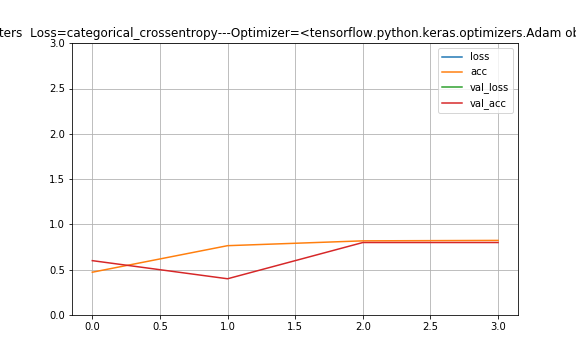 ters Loss=categorical_crossentropy---Optimizer=<tensorflow.python.keras.optimizers.Adam ob
3.0
2.5
2.0
1.5
1.0
0.5
0.0
loss
acc
val_loss
val_acc
0.0 0.5 1.0 1.5 2.0 2.5 3.0